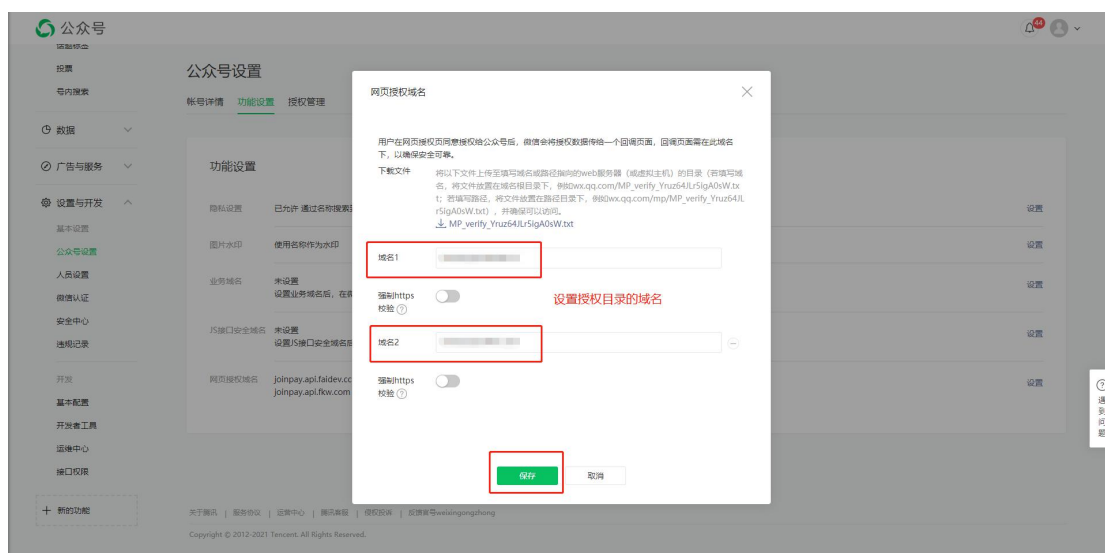 公众号
44
投票
号内搜索
数据
广告与服务
设置与开发
基本设置
公众号设置
人员设置
微信认证
安全中心
违规记录
开发
基本配置
开发者工具
运维中心
接口权限
新的功能
公众号设置
帐号详情 功能设置 授权管理
功能设置
隐私设置 已允许 通过名称搜索到 设置
图片水印 使用名称作为水印 设置
业务域名 未设置 设置
设置业务域名后，在微
JS接口安全域名 未设置 设置
设置JS接口安全域名后
网页授权域名 joinpay.api.faidev.cc 设置
joinpay.api.fkw.com
网页授权域名
用户在网页授权页同意授权给公众号后，微信会将授权数据传给一个回调页面，回调页面需在此域名
下，以确保安全可靠。
下载文件 将以下文件上传至填写域名或路径指向的web服务器（或虚拟主机）的目录（若填写域
名，将文件放置在域名根目录下，例如wx.qq.com/MP_verify_Yruz64JLr5igA0sW.tx
t；若填写路径，将文件放置在路径目录下，例如wx.qq.com/mp/MP_verify_Yruz64JL
r5igA0sW.txt），并确保可以访问。
MP_verify_Yruz64JLr5igA0sW.txt
域名1
强制https
校验
设置授权目录的域名
域名2
强制https
校验
保存 取消
遇
到
问
题
关于腾讯 | 服务协议 | 运营中心 | 腾讯客服 | 侵权投诉 | 反馈账号weixingongzhong
Copyright © 2012-2021 Tencent. All Rights Reserved.